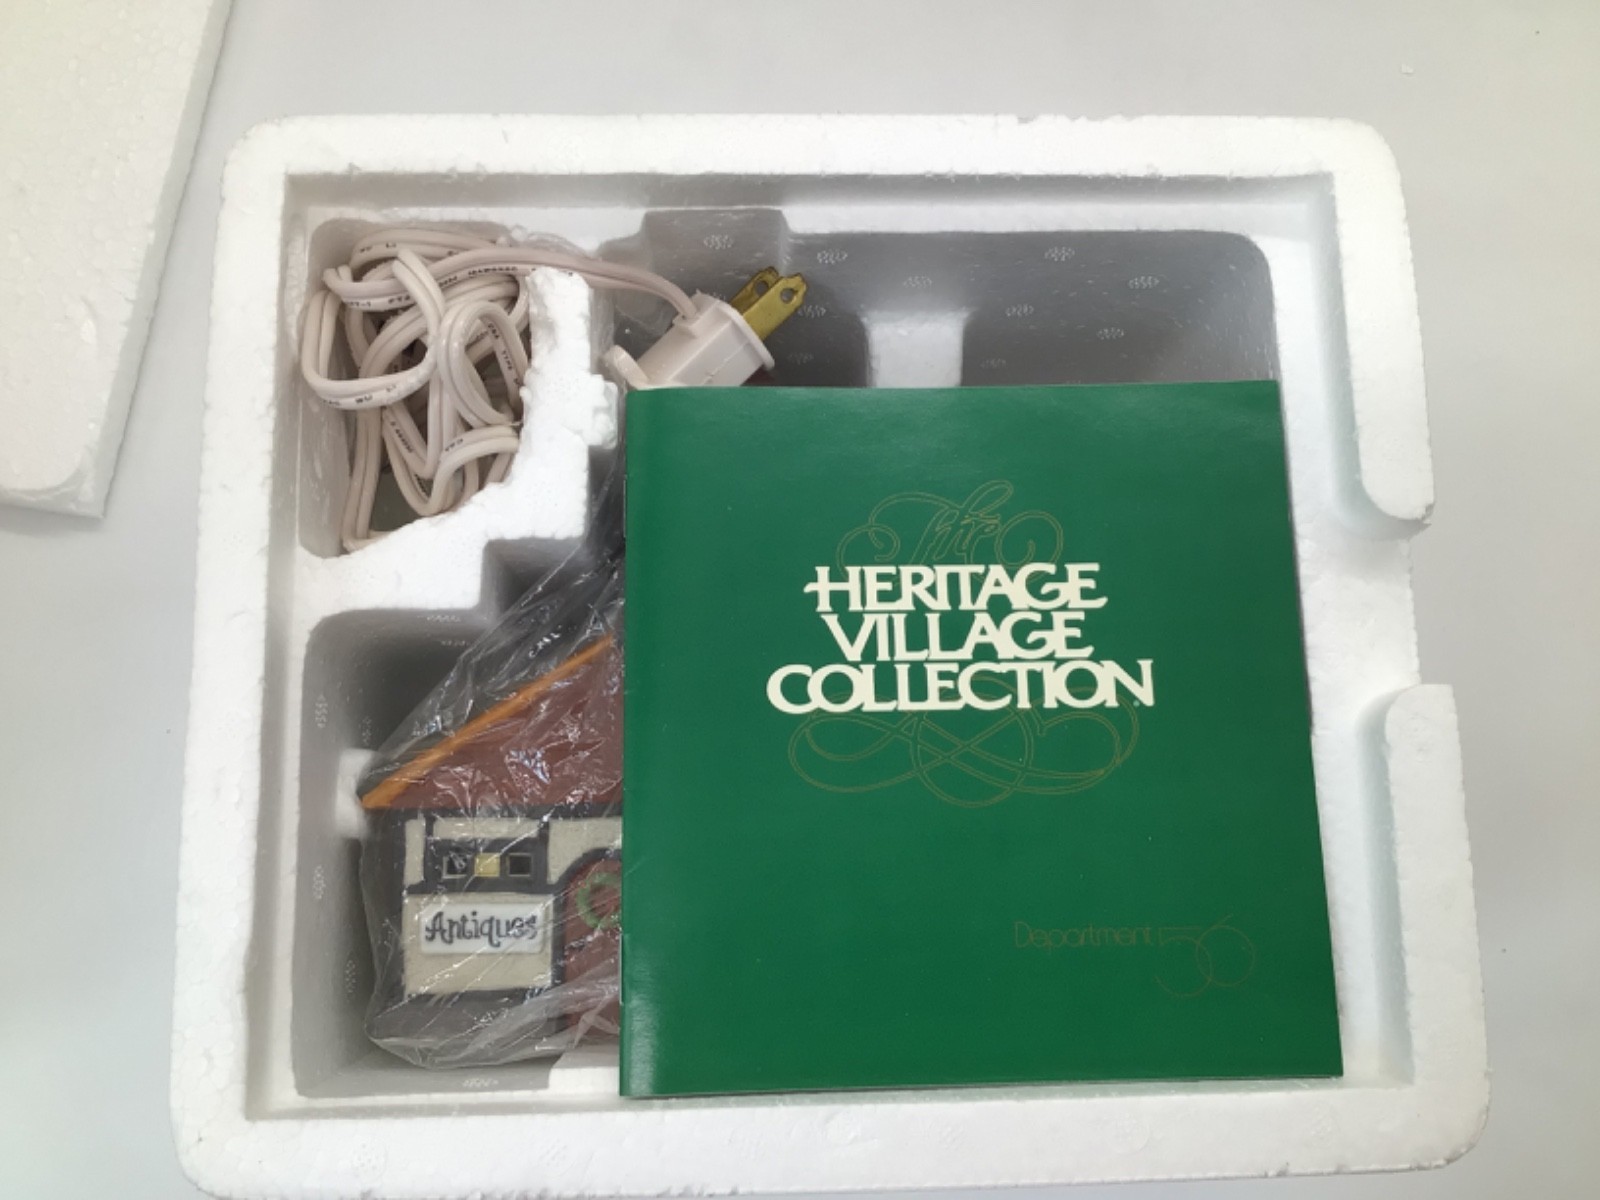 The
HERITAGE
VILLAGE
COLLECTION
Department 56
Antiques